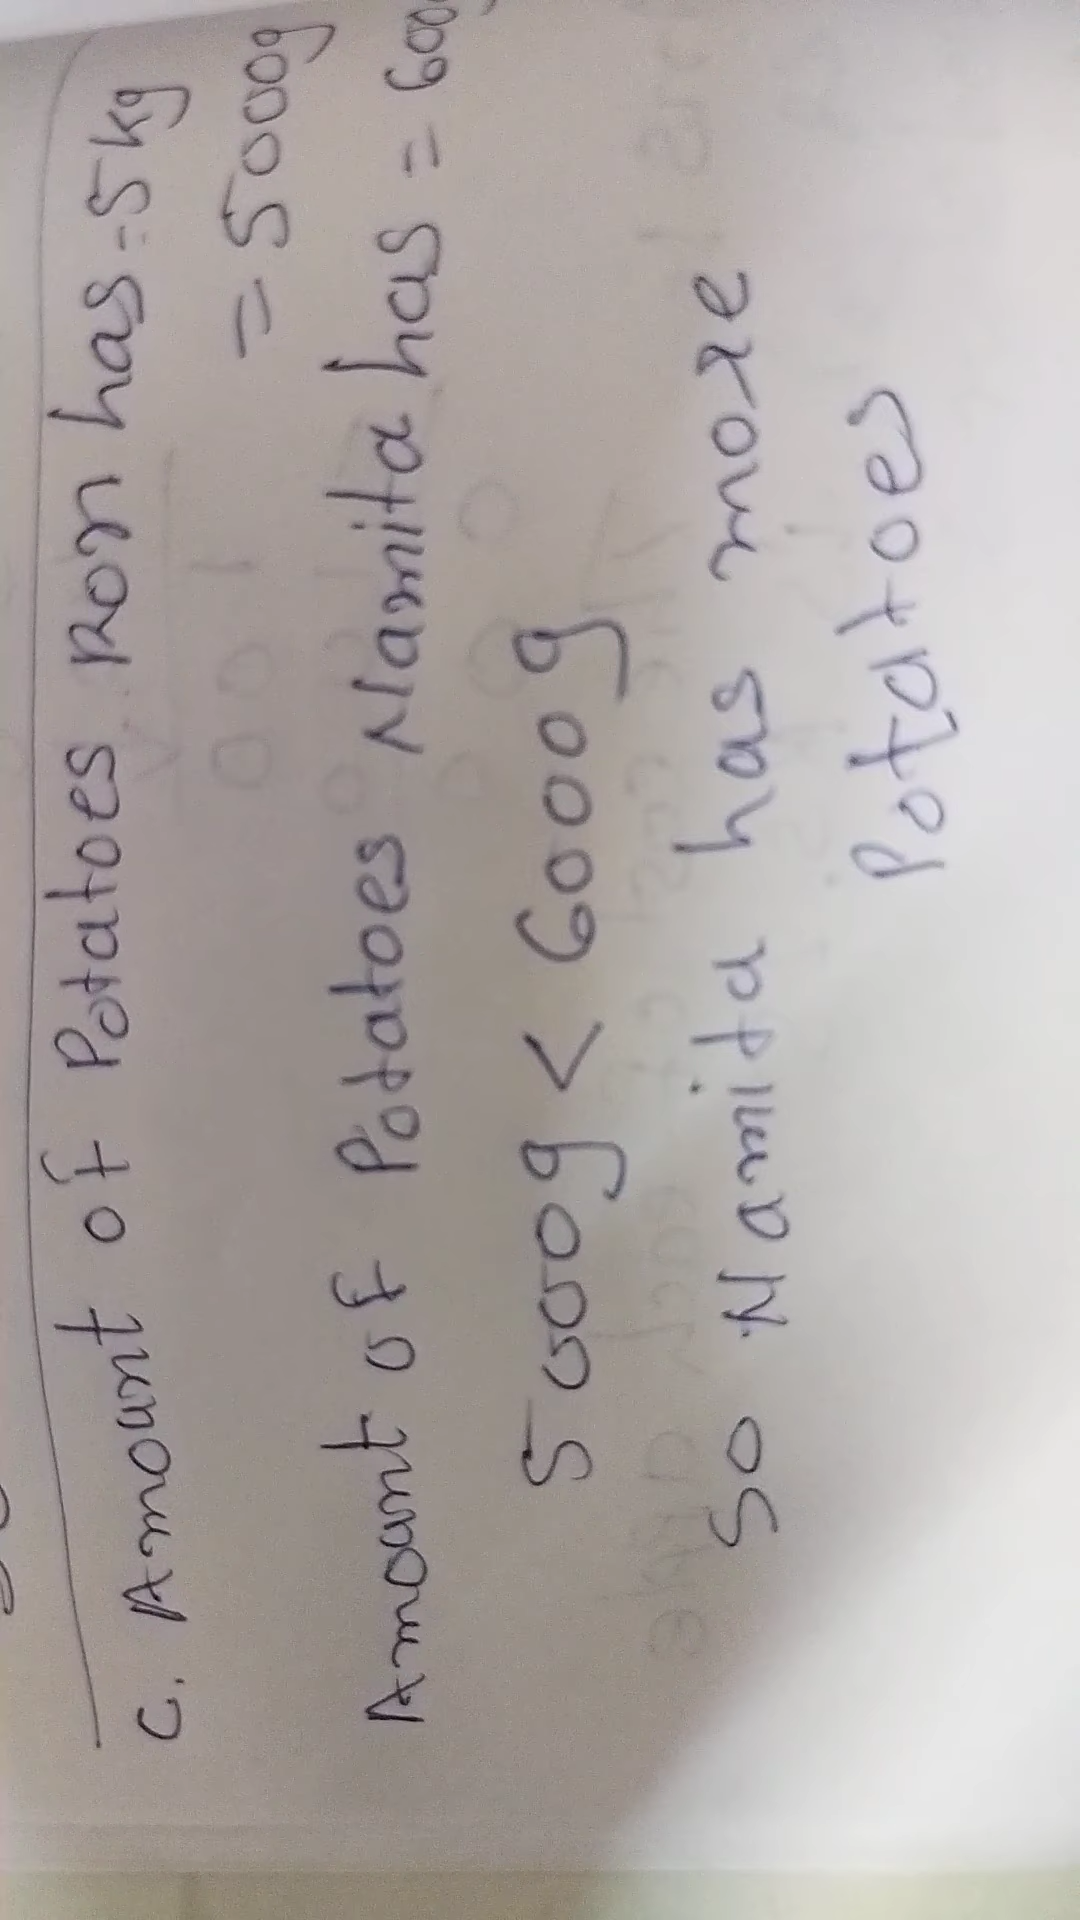 C. Amount of Potatoes Ron has = 5 kg
= 5000g
Amount of Potatoes Namita has = 600
5000g < 6000g
So Namita has more
Potatoes